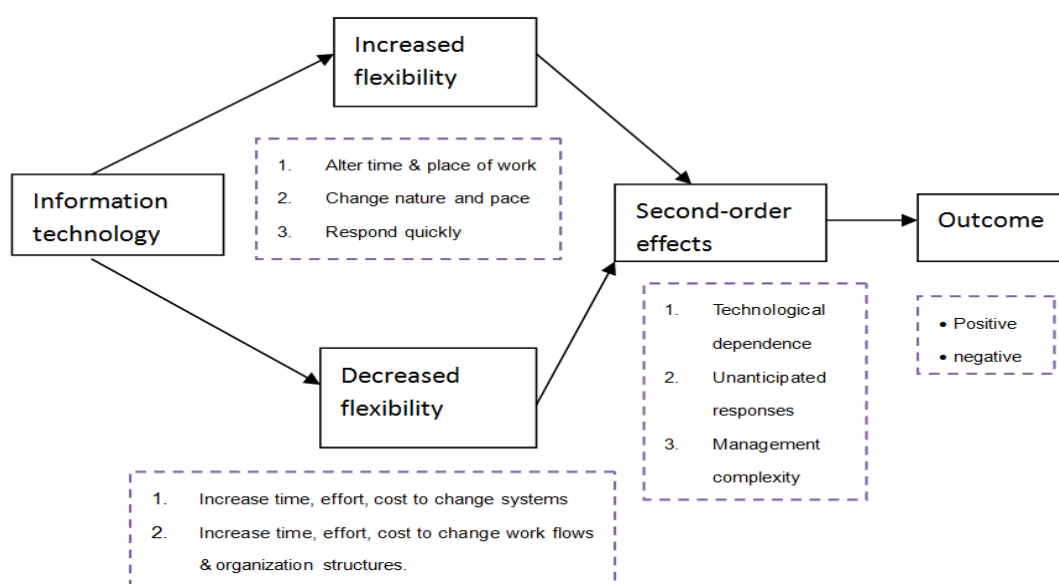 Increased
flexibility
1. Alter time & place of work
2. Change nature and pace
3. Respond quickly
Information
technology
Second-order
effects
Outcome
1. Technological
dependence
2. Unanticipated
responses
3. Management
complexity
• Positive
• negative
Decreased
flexibility
1. Increase time, effort, cost to change systems
2. Increase time, effort, cost to change work flows
& organization structures.